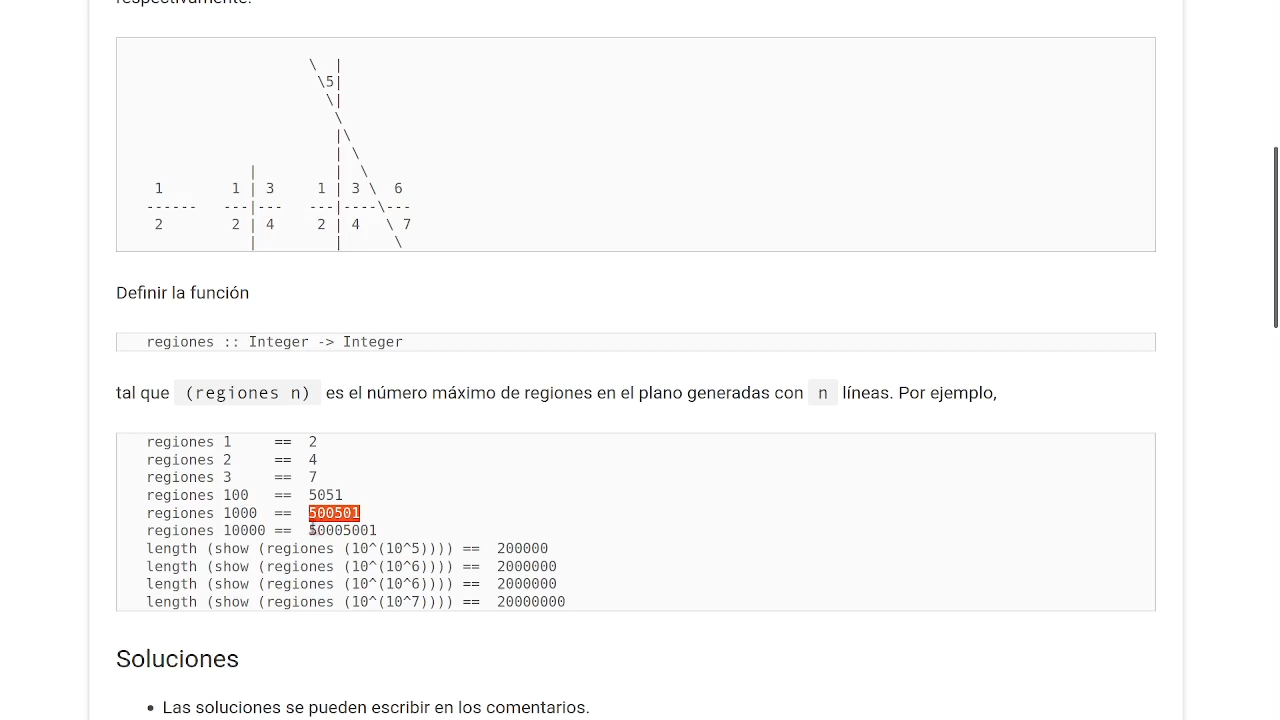 respectivamente.
\  |
\5|
\|
\
|\
| \
|         |  \
1        1 | 3     1 | 3 \  6
------   ---|---   ---|----\---
2        2 | 4     2 | 4   \ 7
|         |      \
Definir la función
regiones :: Integer -> Integer
tal que (regiones n) es el número máximo de regiones en el plano generadas con n líneas. Por ejemplo,
regiones 1     ==  2
regiones 2     ==  4
regiones 3     ==  7
regiones 100   ==  5051
regiones 1000  ==  500501
regiones 10000 ==  50005001
length (show (regiones (10^(10^5)))) ==  200000
length (show (regiones (10^(10^6)))) ==  2000000
length (show (regiones (10^(10^6)))) ==  2000000
length (show (regiones (10^(10^7)))) ==  20000000
Soluciones
• Las soluciones se pueden escribir en los comentarios.